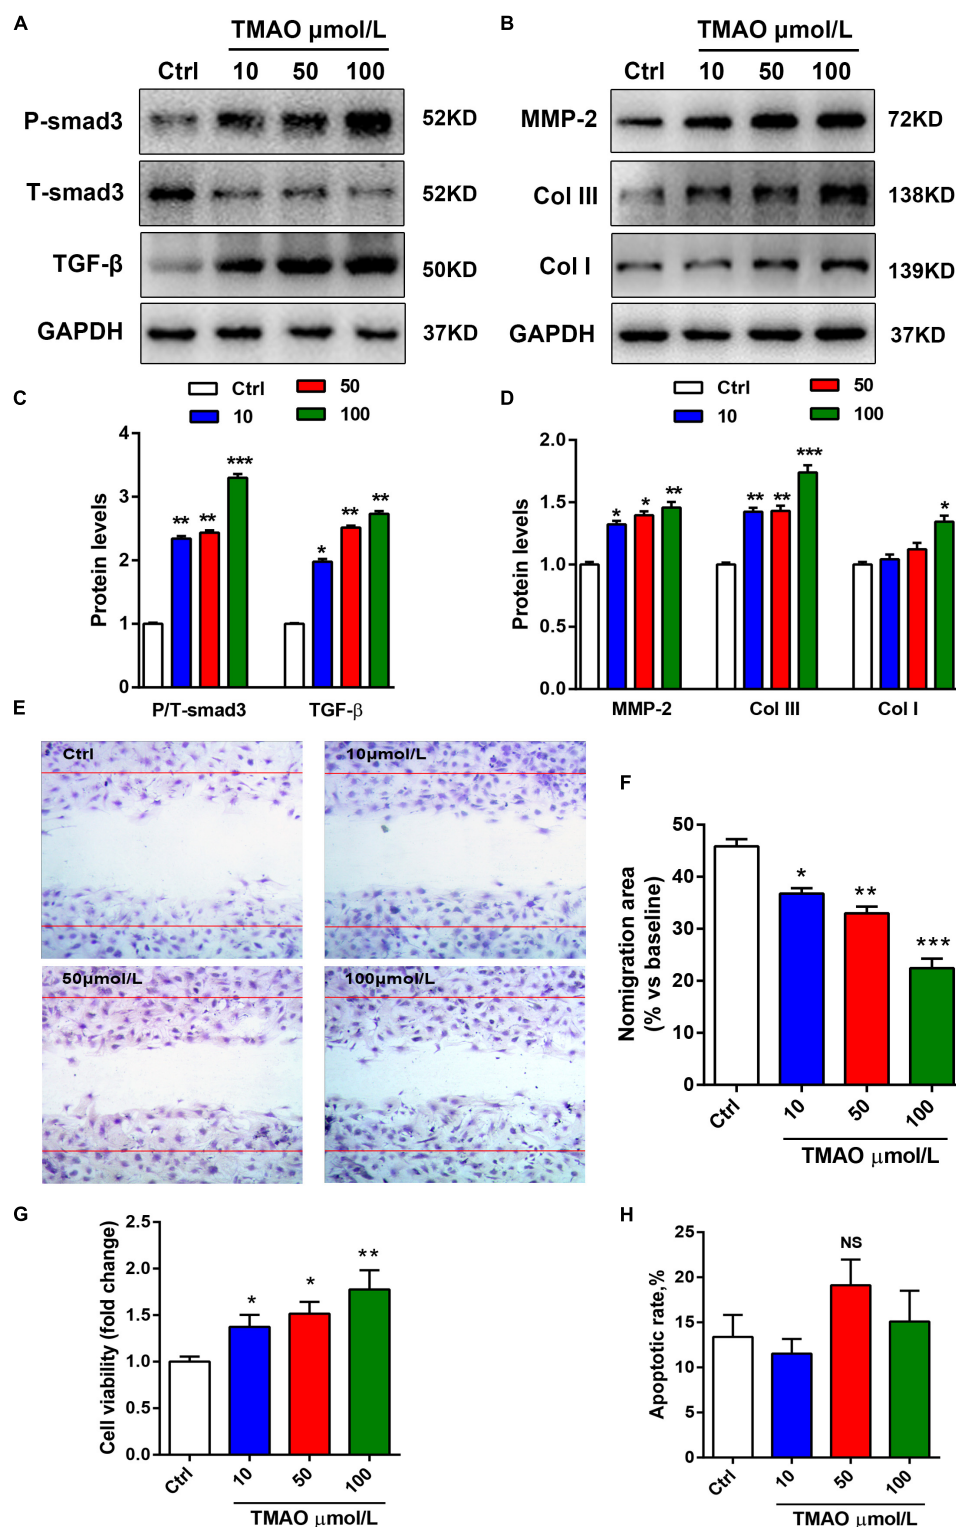 A
TMAO μmol/L
Ctrl 10 50 100
P-smad3 52KD
T-smad3 52KD
TGF-β 50KD
GAPDH 37KD
B
TMAO μmol/L
Ctrl 10 50 100
MMP-2 72KD
Col III 138KD
Col I 139KD
GAPDH 37KD
C
Ctrl 50
10 100
Protein levels
4
3
2
1
0
** ** ***
* ** **
P/T-smad3 TGF-β
D
Ctrl 50
10 100
Protein levels
2.0
1.5
1.0
0.5
0.0
* * **
** ** ***
*
MMP-2 Col III Col I
E
Ctrl
10μmol/L
50μmol/L
100μmol/L
F
Nomigration area
(% vs baseline)
50
40
30
20
10
0
* ** ***
Ctrl 10 50 100
TMAO μmol/L
G
Cell viability (fold change)
2.5
2.0
1.5
1.0
0.5
0.0
* * **
Ctrl 10 50 100
TMAO μmol/L
H
Apoptotic rate,%
25
20
15
10
5
0
NS
Ctrl 10 50 100
TMAO μmol/L